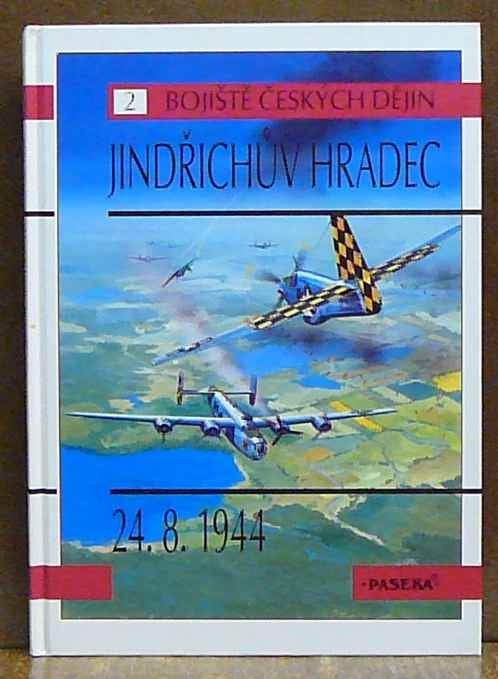 2 BOJIŠTĚ ČESKÝCH DĚJIN
JINDŘICHŮV HRADEC
24. 8. 1944
·PASEKA·